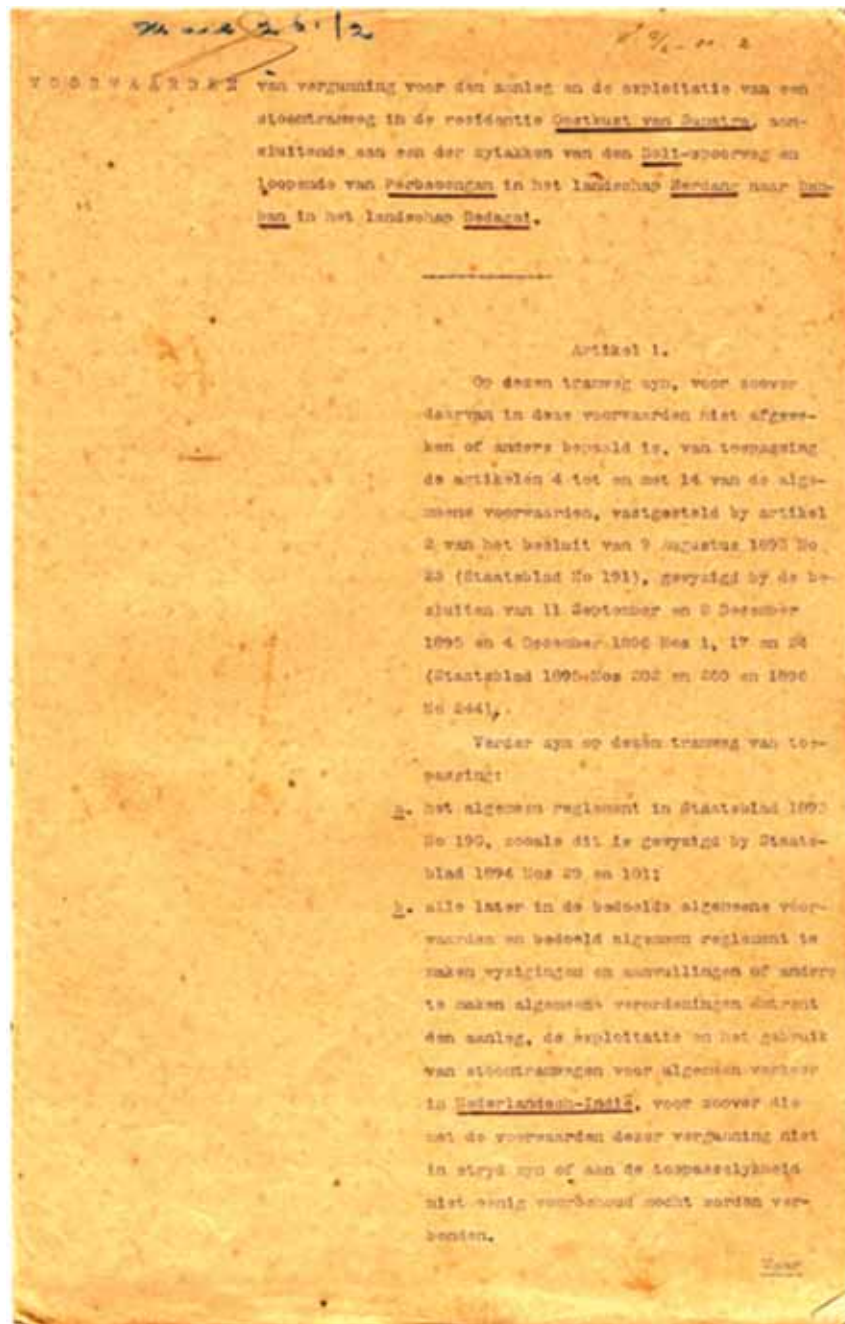 VOORWAARDEN van vergunning voor den aanleg en de exploitatie van een
stoomtramweg in de residentie Oostkust van Sumatra, aan-
sluitende aan een der zytakken van den Deli-spoorweg en
loopende van Perbaoengan in het landschap Serdang naar Ban-
ban in het landschap Bedagai.
Artikel 1.
Op dezen tramweg zyn, voor zoover
daarvan in deze voorwaarden niet afgewe-
ken of anders bepaald is, van toepassing
de artikelen 4 tot en met 14 van de alge-
meene voorwaarden, vastgesteld by artikel
2 van het besluit van 9 Augustus 1893 No
23 (Staatsblad No 191), gewyzigd by de be-
sluiten van 11 September en 8 December
1895 en 4 December 1896 Nos 1, 17 en 24
(Staatsblad 1895 Nos 202 en 260 en 1896
No 244).
Verder zyn op dezen tramweg van toe-
passing:
a. het algemeen reglement in Staatsblad 1893
No 190, zooals dit is gewyzigd by Staats-
blad 1894 Nos 29 en 101;
b. alle later in de bedoelde algemeene voor-
waarden en bedoeld algemeen reglement te
maken wyzigingen en aanvullingen of andere
te maken algemeene verordeningen omtrent
den aanleg, de exploitatie en het gebruik
van stoomtramwegen voor algemeen verkeer
in Nederlandsch-Indië, voor zoover die
met de voorwaarden dezer vergunning niet
in stryd zyn of aan de toepasselykheid
niet eenig voorbehoud mocht worden ver-
bonden.
Waar